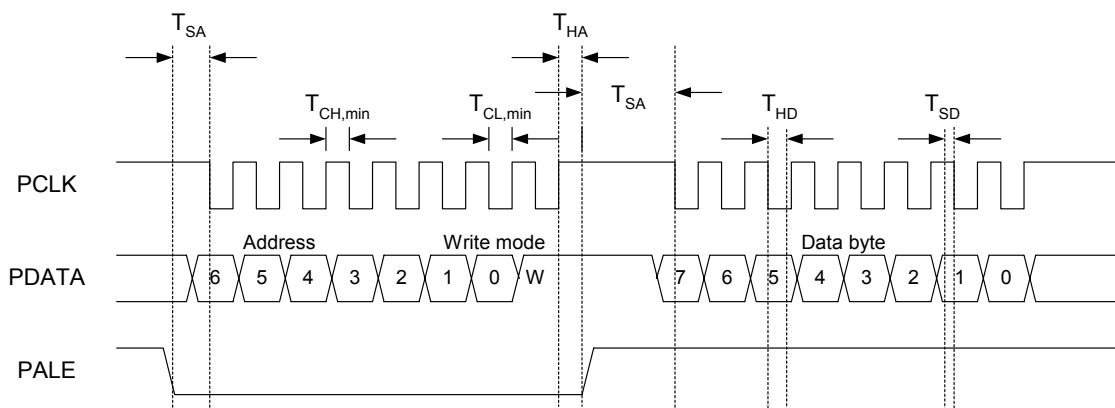 T_SA T_HA
T_CH,min T_CL,min T_SA T_HD T_SD
PCLK
Address Write mode Data byte
PDATA 6 5 4 3 2 1 0 W 7 6 5 4 3 2 1 0
PALE